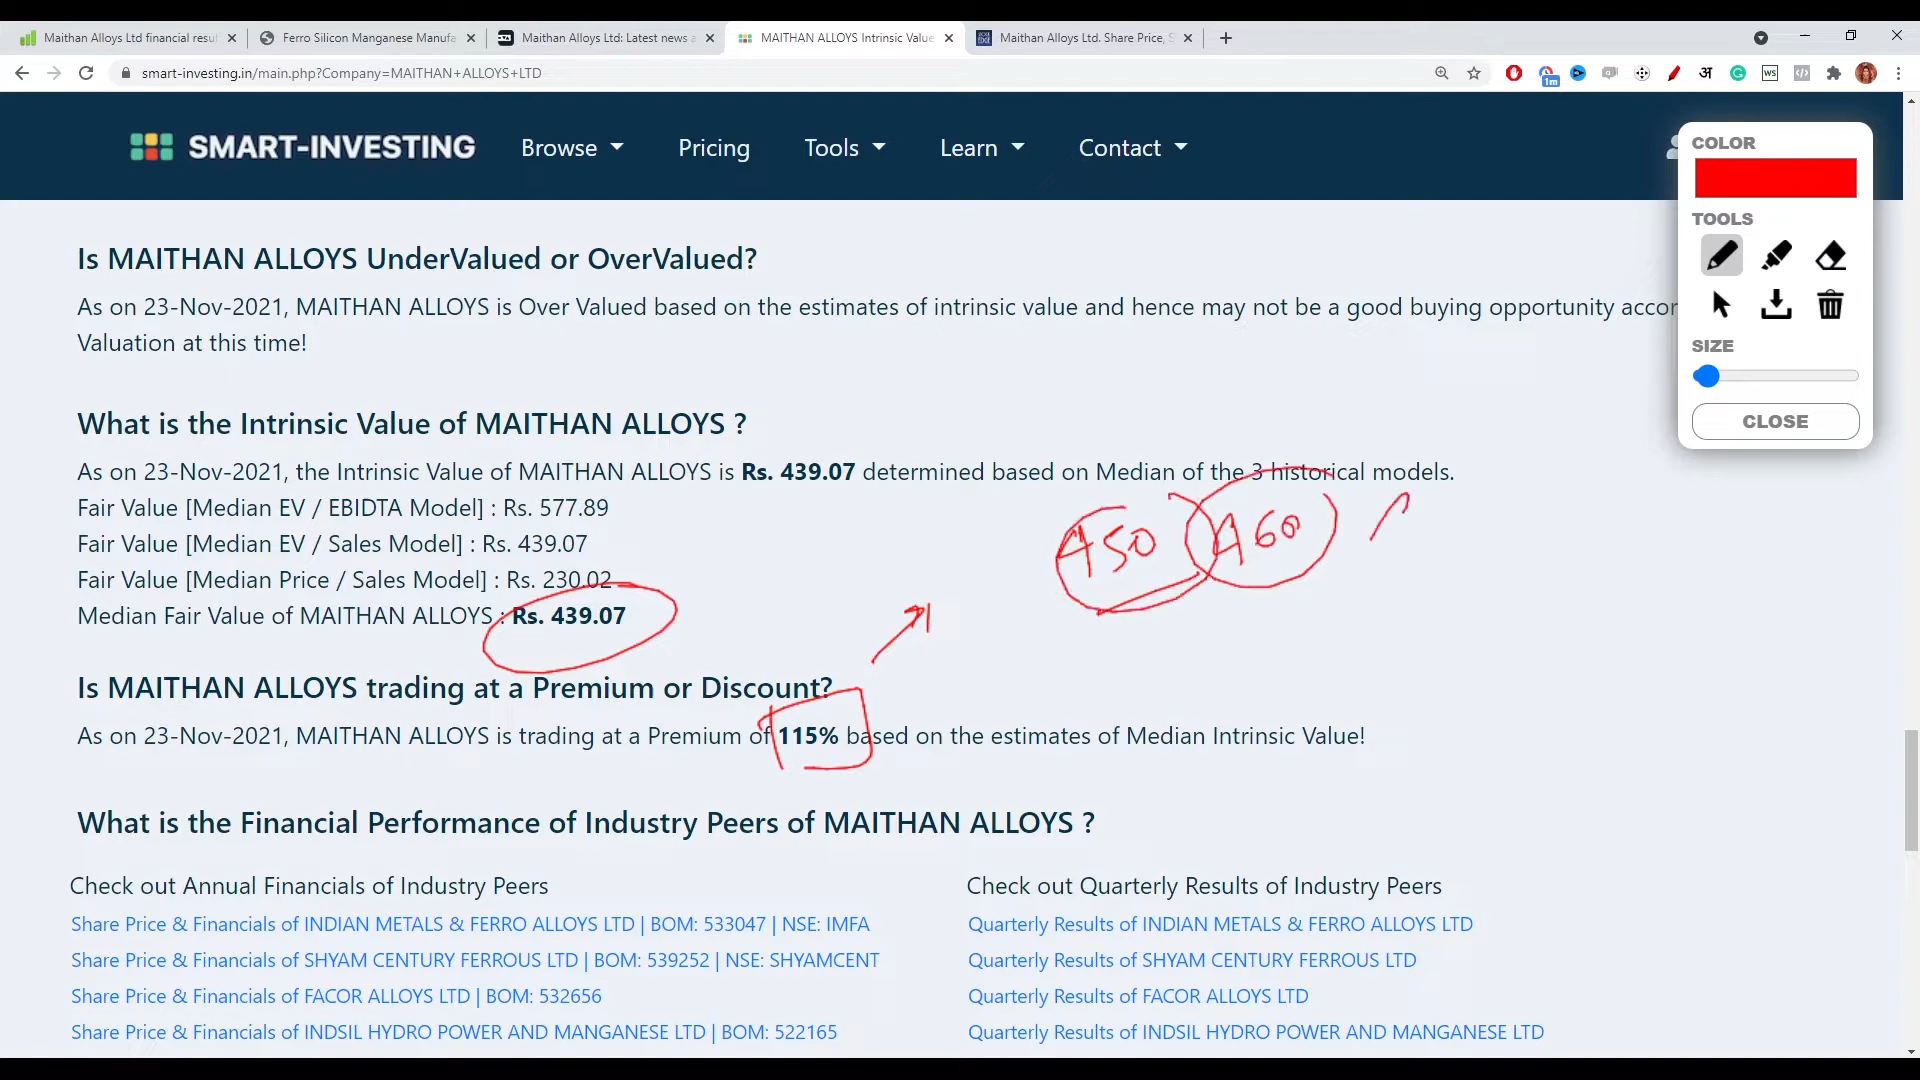 Maithan Alloys Ltd financial resu
Ferro Silicon Manganese Manufa
Maithan Alloys Ltd: Latest news a
MAITHAN ALLOYS Intrinsic Value
Maithan Alloys Ltd. Share Price, S
smart-investing.in/main.php?Company=MAITHAN+ALLOYS+LTD
1m
अ
WS
SMART-INVESTING
Browse
Pricing
Tools
Learn
Contact
COLOR
TOOLS
SIZE
CLOSE
Is MAITHAN ALLOYS UnderValued or OverValued?
As on 23-Nov-2021, MAITHAN ALLOYS is Over Valued based on the estimates of intrinsic value and hence may not be a good buying opportunity accor
Valuation at this time!
What is the Intrinsic Value of MAITHAN ALLOYS ?
As on 23-Nov-2021, the Intrinsic Value of MAITHAN ALLOYS is Rs. 439.07 determined based on Median of the 3 historical models.
Fair Value [Median EV / EBIDTA Model] : Rs. 577.89
Fair Value [Median EV / Sales Model] : Rs. 439.07
450 460
Fair Value [Median Price / Sales Model] : Rs. 230.02
Median Fair Value of MAITHAN ALLOYS : Rs. 439.07
Is MAITHAN ALLOYS trading at a Premium or Discount?
As on 23-Nov-2021, MAITHAN ALLOYS is trading at a Premium of 115% based on the estimates of Median Intrinsic Value!
What is the Financial Performance of Industry Peers of MAITHAN ALLOYS ?
Check out Annual Financials of Industry Peers
Share Price & Financials of INDIAN METALS & FERRO ALLOYS LTD | BOM: 533047 | NSE: IMFA
Share Price & Financials of SHYAM CENTURY FERROUS LTD | BOM: 539252 | NSE: SHYAMCENT
Share Price & Financials of FACOR ALLOYS LTD | BOM: 532656
Share Price & Financials of INDSIL HYDRO POWER AND MANGANESE LTD | BOM: 522165
Check out Quarterly Results of Industry Peers
Quarterly Results of INDIAN METALS & FERRO ALLOYS LTD
Quarterly Results of SHYAM CENTURY FERROUS LTD
Quarterly Results of FACOR ALLOYS LTD
Quarterly Results of INDSIL HYDRO POWER AND MANGANESE LTD